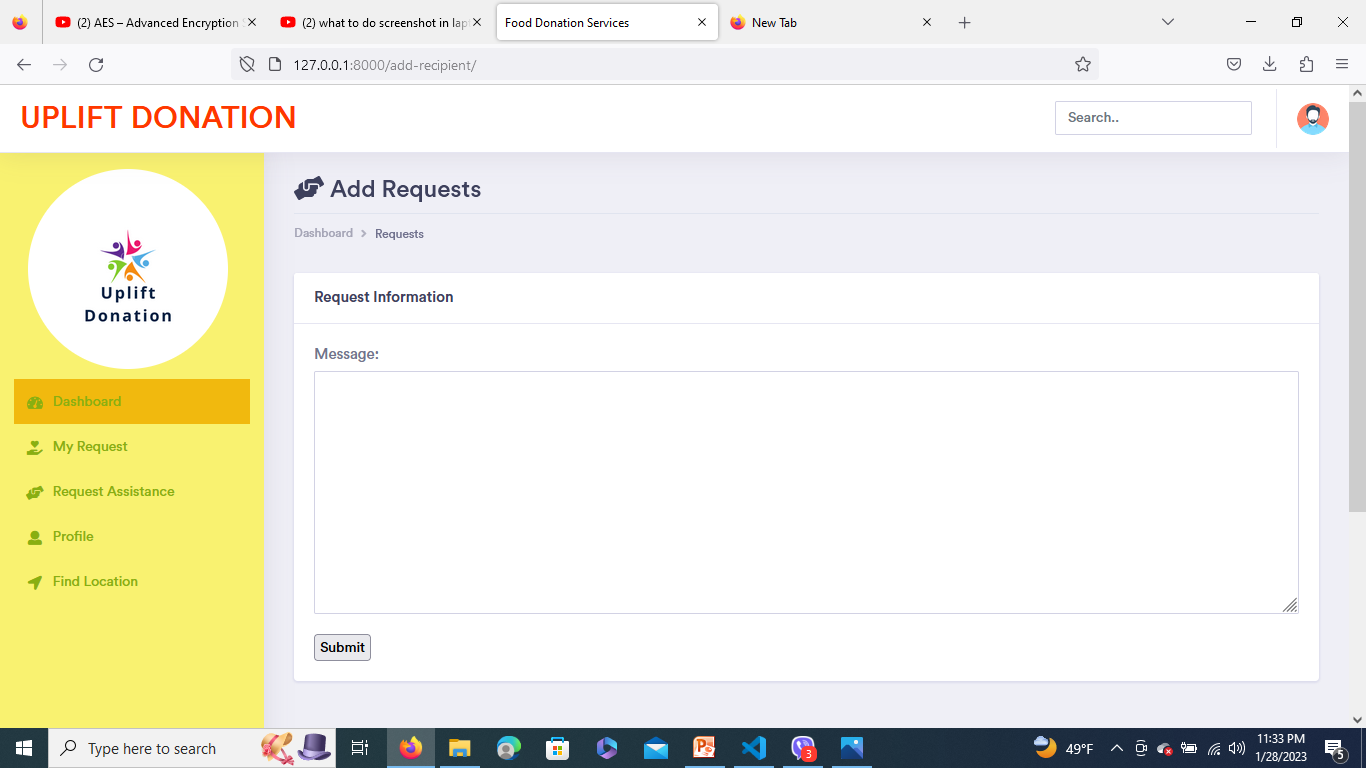 (2) AES – Advanced Encryption
(2) what to do screenshot in lap
Food Donation Services
New Tab
127.0.0.1:8000/add-recipient/
UPLIFT DONATION
Search..
Uplift
Donation
Dashboard
My Request
Request Assistance
Profile
Find Location
Add Requests
Dashboard
Requests
Request Information
Message:
Submit
Type here to search
3
49°F
11:33 PM
1/28/2023
5